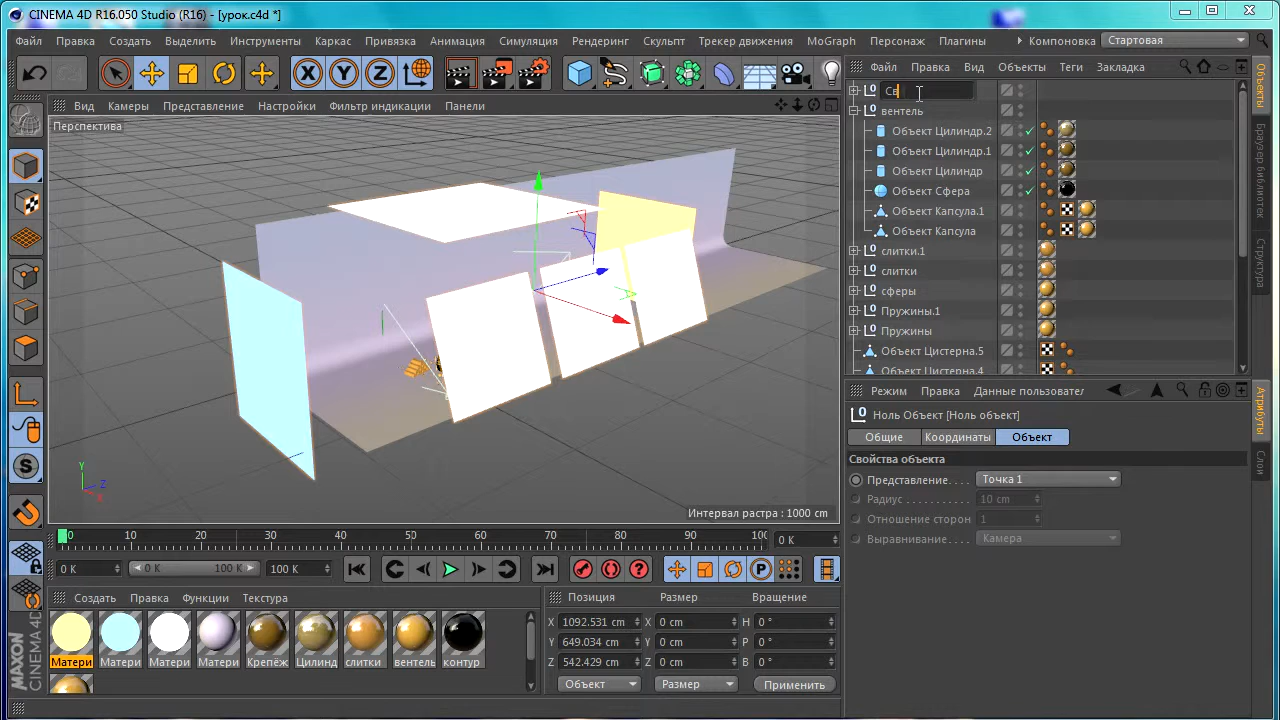 CINEMA 4D R16.050 Studio (R16) - [урок.c4d *]
Файл Правка Создать Выделить Инструменты Каркас Привязка Анимация Симуляция Рендеринг Скульпт Трекер движения MoGraph Персонаж Плагины Компоновка Стартовая
X Y Z
Файл Правка Вид Объекты Теги Закладка
Вид Камеры Представление Настройки Фильтр индикации Панели
Перспектива
Св
вентель
Объект Цилиндр.2
Объект Цилиндр.1
Объект Цилиндр
Объект Сфера
Объект Капсула.1
Объект Капсула
слитки.1
слитки
сферы
Пружины.1
Пружины
Объект Цистерна.5
Объект Цистерна.4
Объекты
Браузер библиотек
Структура
Y
Z
X
Интервал растра : 1000 cm
Режим Правка Данные пользовател
Ноль Объект [Ноль объект]
Общие Координаты Объект
Свойства объекта
Представление. . . . Точка 1
Радиус . . . . . . . . . . . 10 cm
Отношение сторон 1
Выравнивание. . . . . Камера
Атрибуты
Слои
0 10 20 30 40 50 60 70 80 90 100
0 K
0 K 0 K 100 K 100 K
Создать Правка Функции Текстура
Матери Матери Матери Матери Крепёж Цилинд слитки вентель контур
Позиция Размер Вращение
X 1092.531 cm X 0 cm H 0 °
Y 649.034 cm Y 0 cm P 0 °
Z 542.429 cm Z 0 cm B 0 °
Объект Размер Применить
MAXON CINEMA 4D